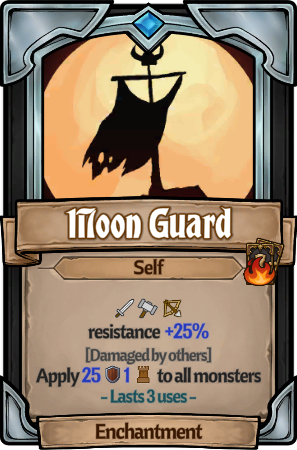 Moon Guard
Self
resistance +25%
[Damaged by others]
Apply 25 1 to all monsters
- Lasts 3 uses -
Enchantment